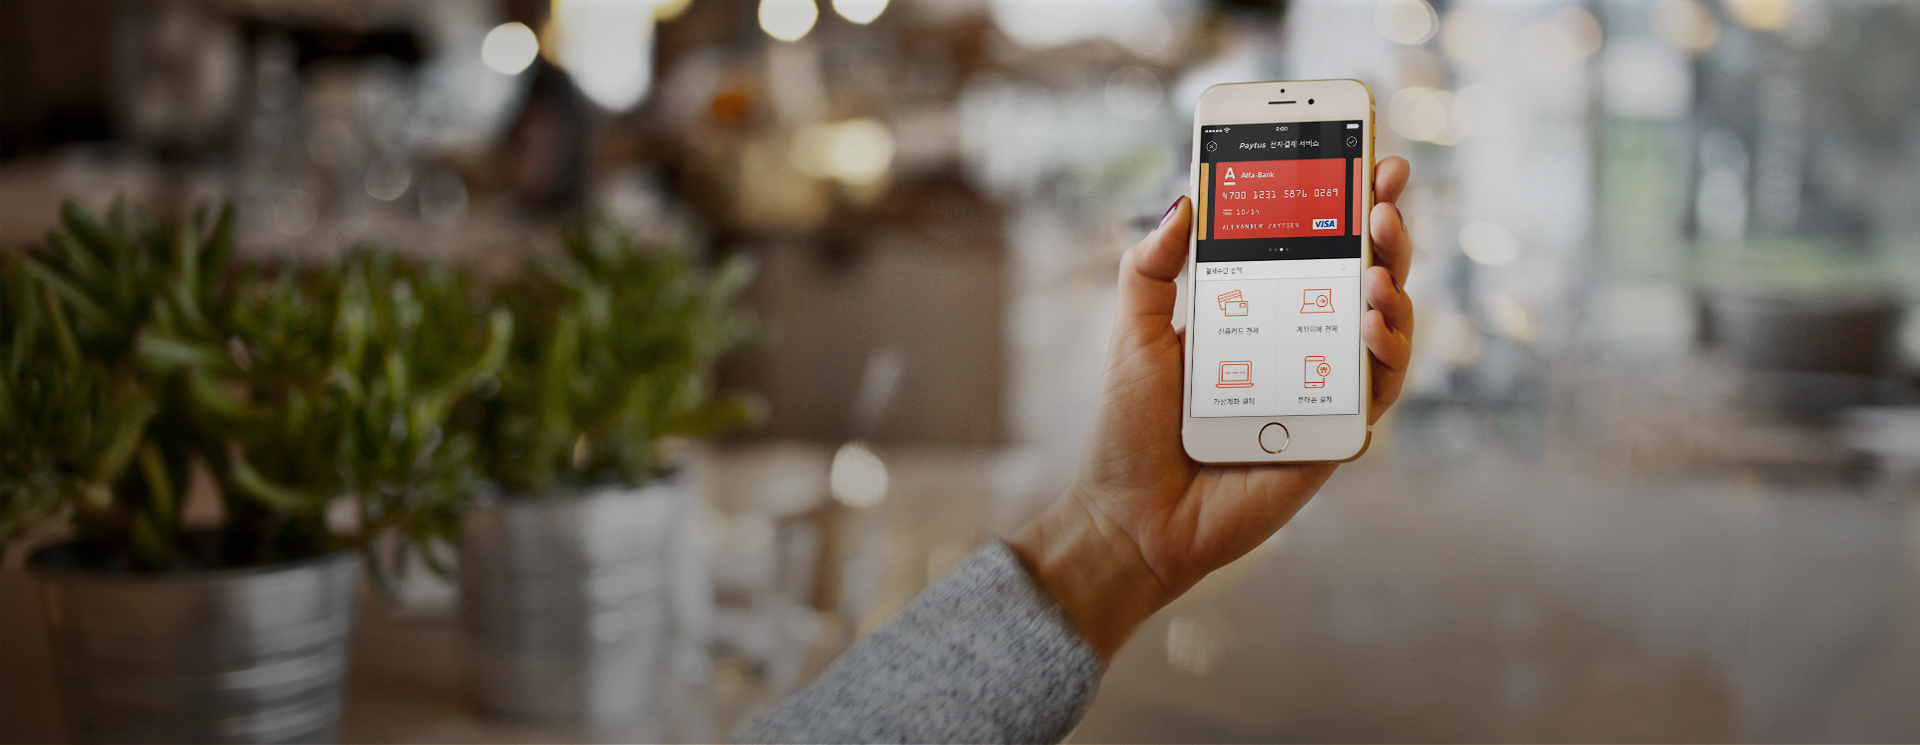 9:00
Paytus 전자결제 서비스
A Alfa-Bank
4700 1231 5876 0289
10/14
ALEXANDER ZAYTSEV VISA
결제수단 선택
신용카드 결제 계좌이체 결제
가상계좌 결제 휴대폰 결제